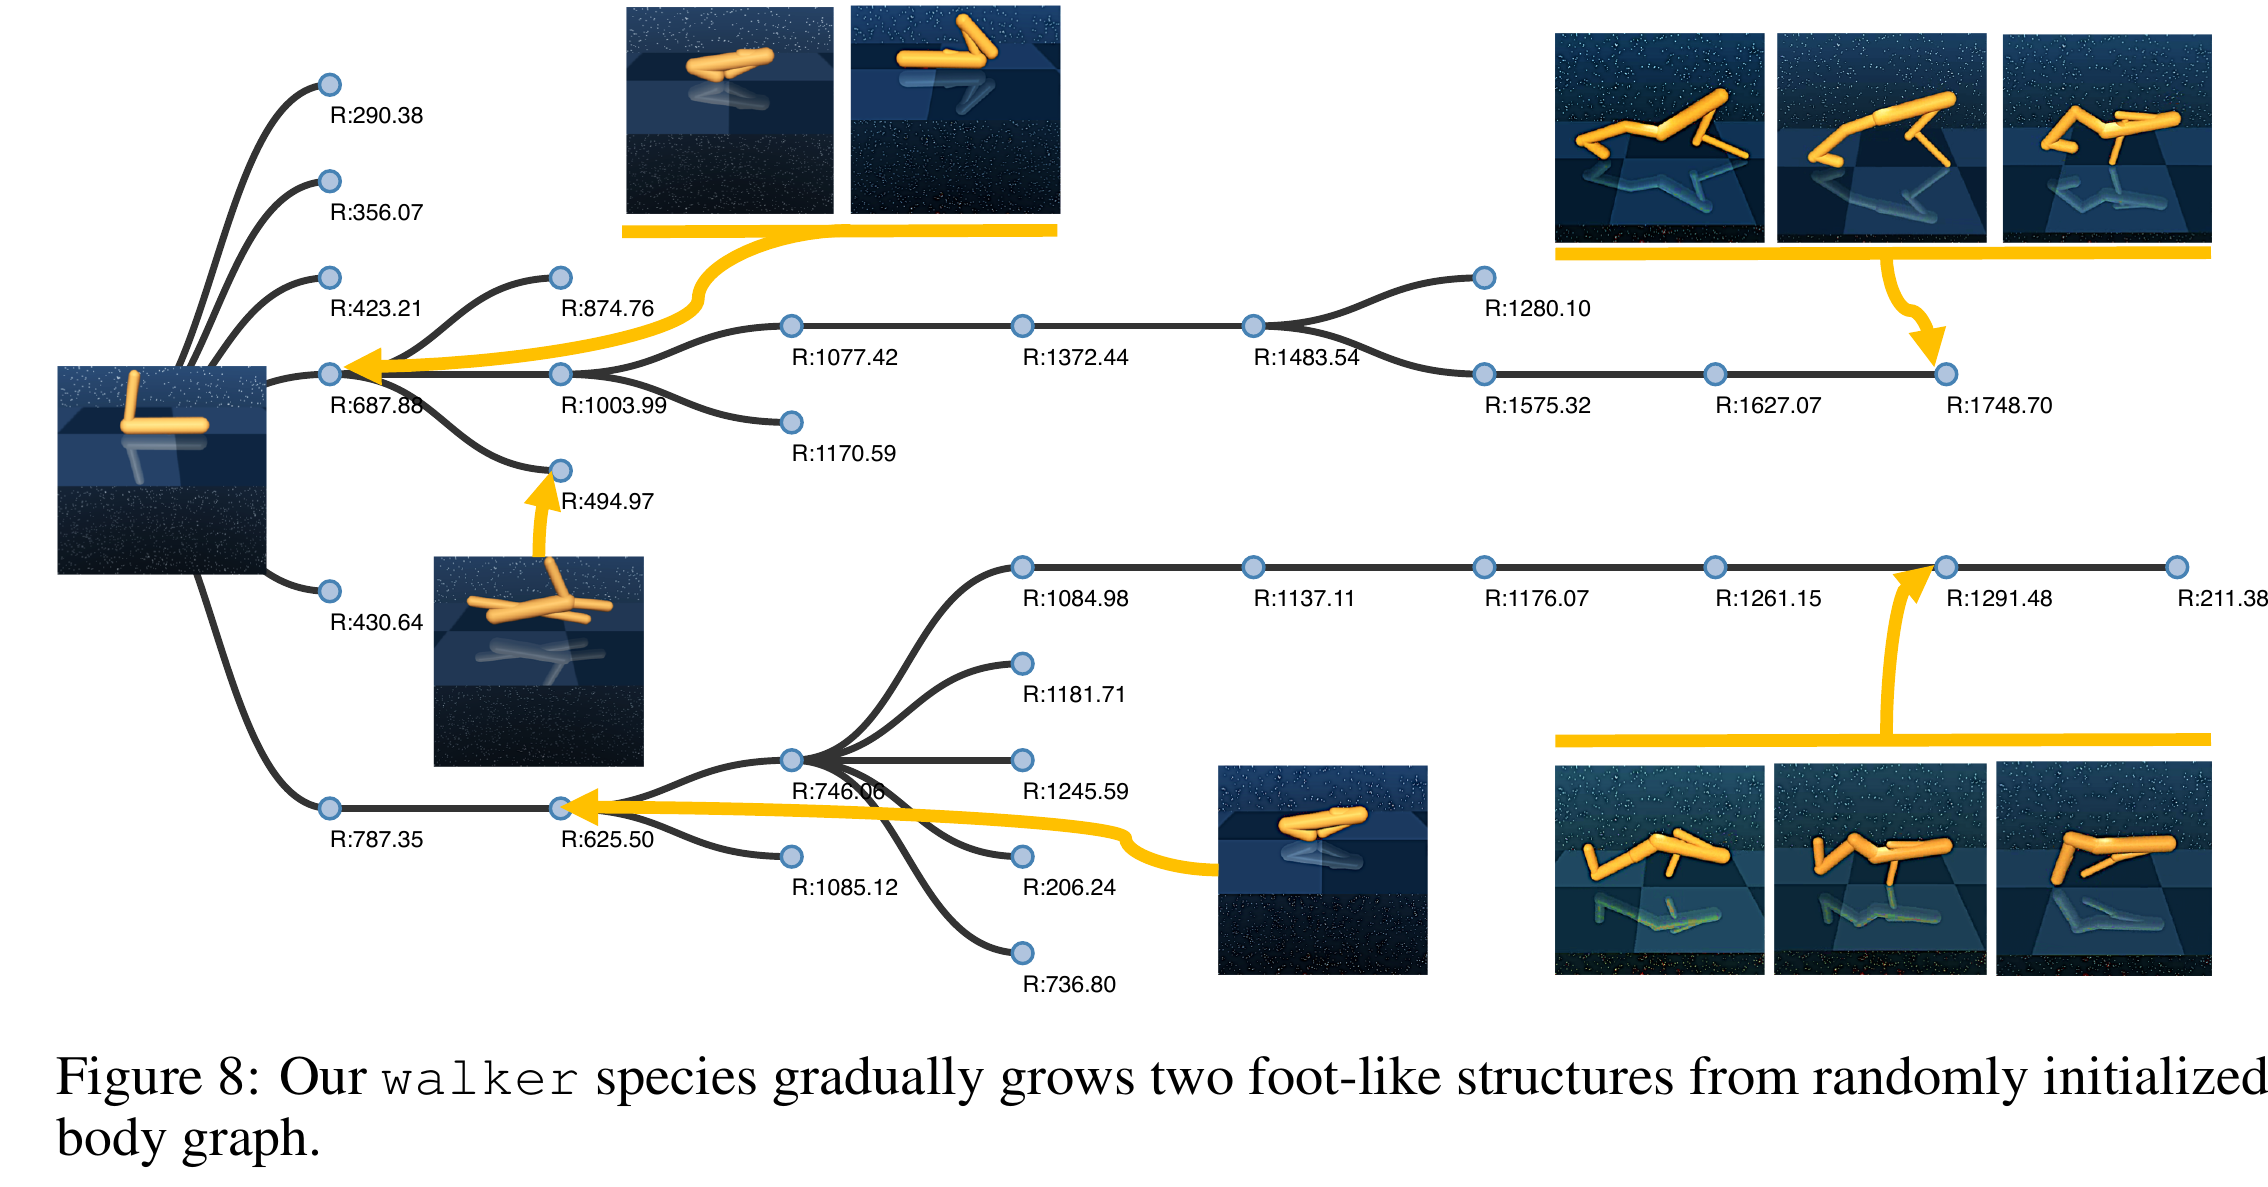 R:290.38
R:356.07
R:423.21
R:874.76
R:1280.10
R:1077.42
R:1372.44
R:1483.54
R:687.88
R:1003.99
R:1575.32
R:1627.07
R:1748.70
R:1170.59
R:494.97
R:430.64
R:1084.98
R:1137.11
R:1176.07
R:1261.15
R:1291.48
R:211.38
R:1181.71
R:746.06
R:1245.59
R:787.35
R:625.50
R:1085.12
R:206.24
R:736.80
Figure 8: Our walker species gradually grows two foot-like structures from randomly initialized
body graph.